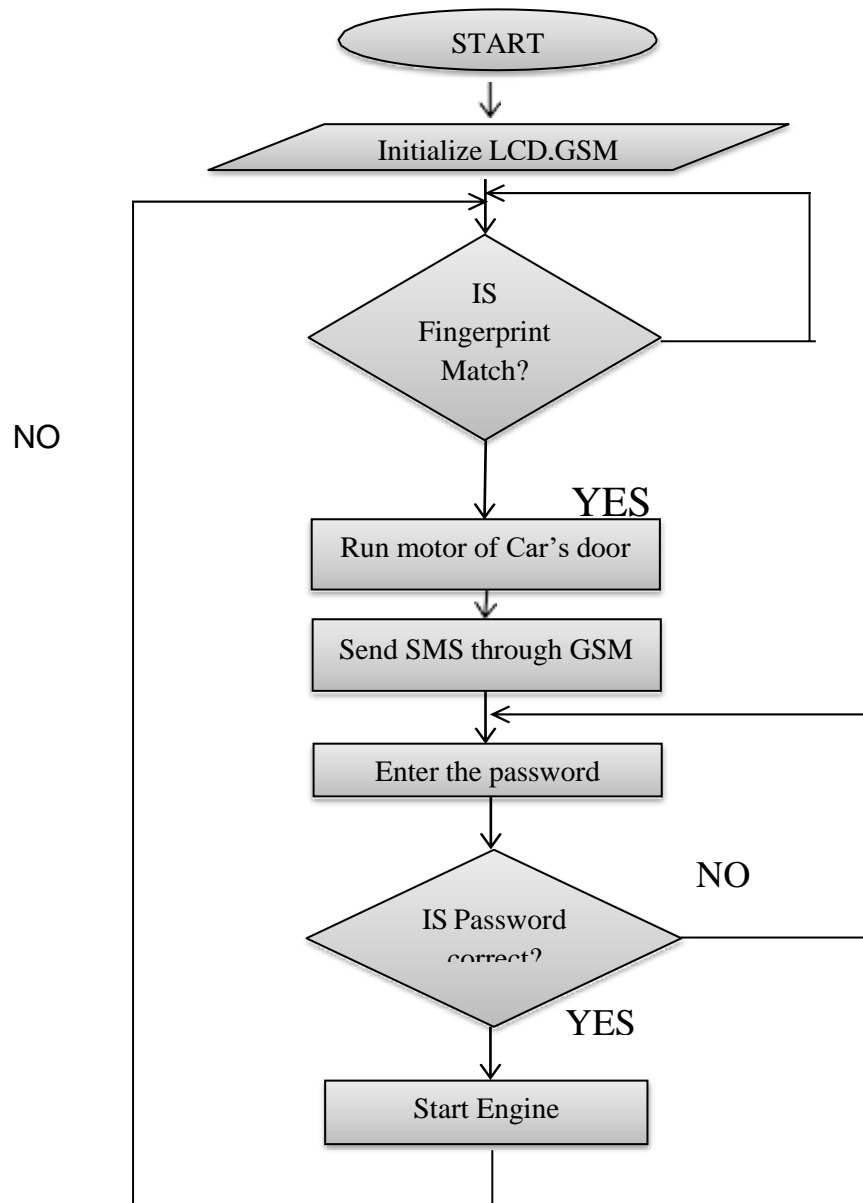 START
Initialize LCD.GSM
IS
Fingerprint
Match?
NO
YES
Run motor of Car's door
Send SMS through GSM
Enter the password
NO
IS Password
correct?
YES
Start Engine